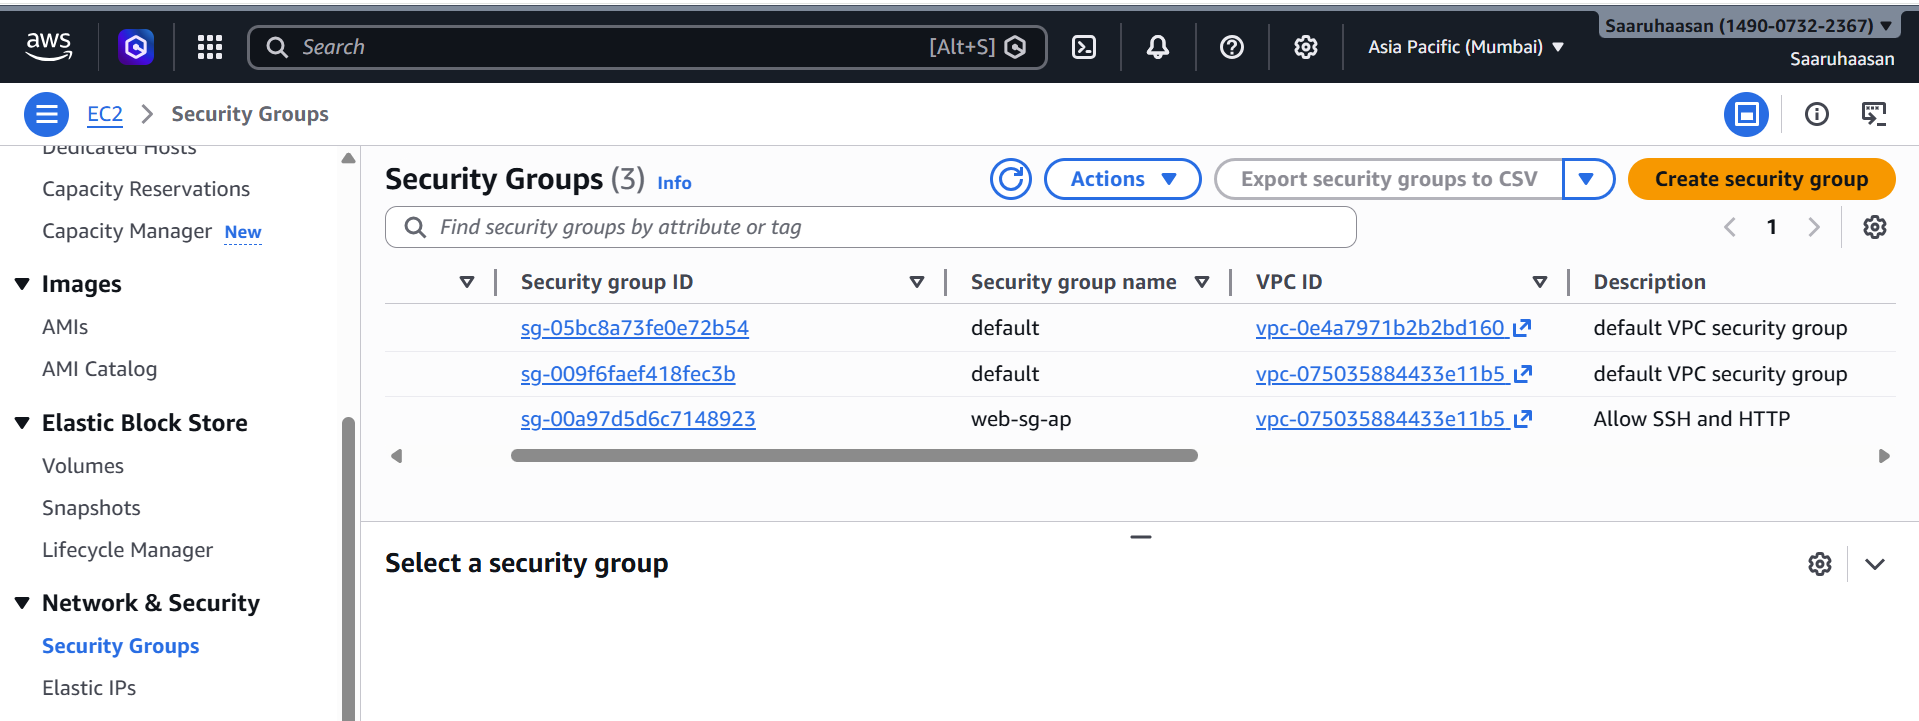 aws
Search [Alt+S]
Asia Pacific (Mumbai)
Saaruhaasan (1490-0732-2367)
Saaruhaasan
EC2 Security Groups
Dedicated Hosts
Capacity Reservations
Capacity Manager New
Images
AMIs
AMI Catalog
Elastic Block Store
Volumes
Snapshots
Lifecycle Manager
Network & Security
Security Groups
Elastic IPs
Security Groups (3) Info
Actions
Export security groups to CSV
Create security group
Find security groups by attribute or tag
1
Security group ID Security group name VPC ID Description
sg-05bc8a73fe0e72b54 default vpc-0e4a7971b2b2bd160 default VPC security group
sg-009f6faef418fec3b default vpc-075035884433e11b5 default VPC security group
sg-00a97d5d6c7148923 web-sg-ap vpc-075035884433e11b5 Allow SSH and HTTP
Select a security group